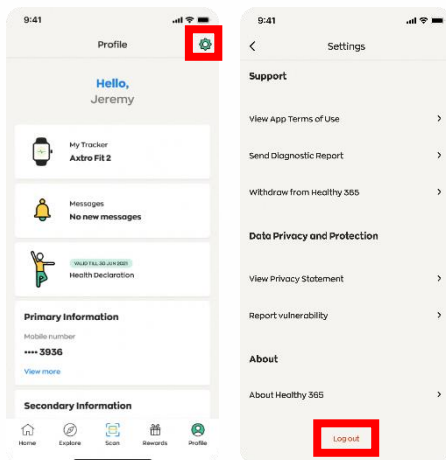 9:41
Profile
Hello,
Jeremy
My Tracker
Axtro Fit 2
Messages
No new messages
VALID TILL 30 JUN 2021
Health Declaration
Primary Information
Mobile number
•••• 3936
View more
Secondary Information
Home Explore Scan Rewards Profile
9:41
Settings
Support
View App Terms of Use
Send Diagnostic Report
Withdraw from Healthy 365
Data Privacy and Protection
View Privacy Statement
Report vulnerability
About
About Healthy 365
Log out